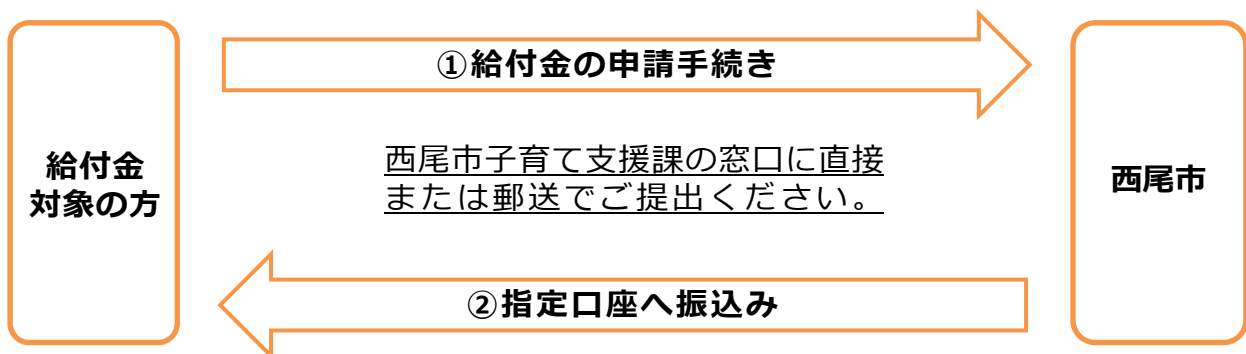 ①給付金の申請手続き
給付金
対象の方
西尾市子育て支援課の窓口に直接
または郵送でご提出ください。
西尾市
②指定口座へ振込み